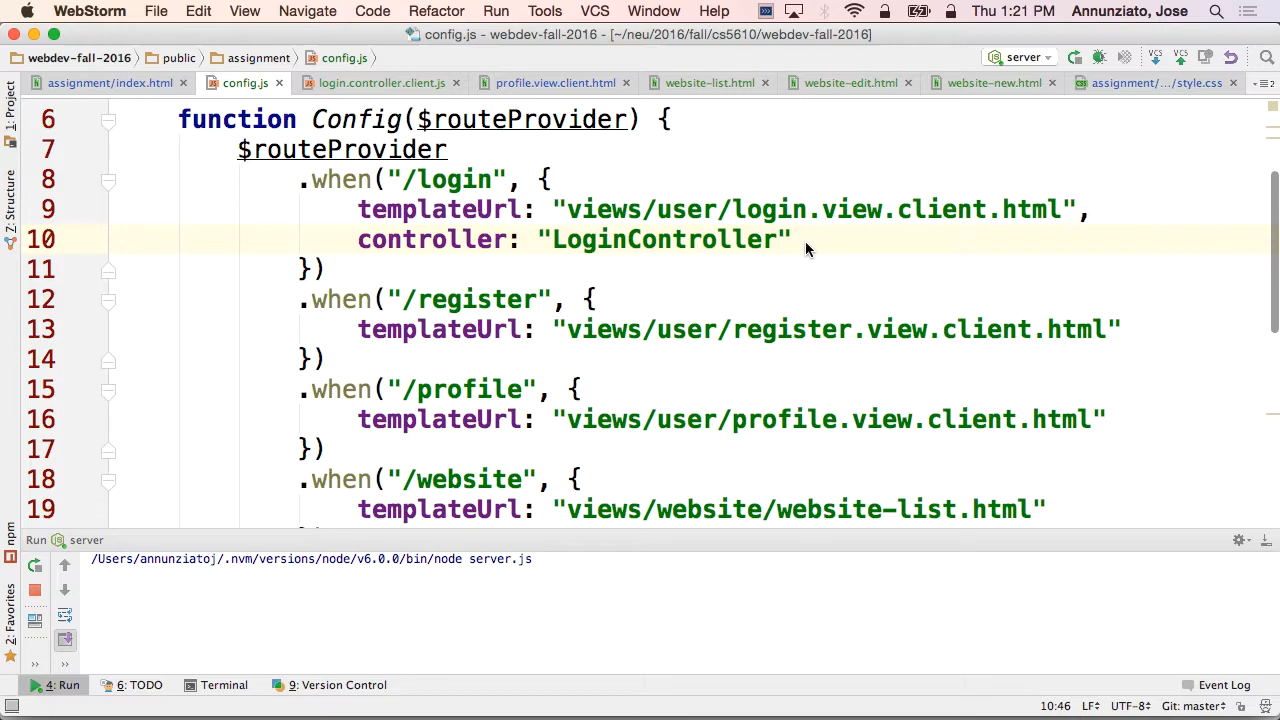 WebStorm File Edit View Navigate Code Refactor Run Tools VCS Window Help Thu 1:21 PM Annunziato, Jose
config.js - webdev-fall-2016 - [~/neu/2016/fall/cs5610/webdev-fall-2016]
webdev-fall-2016 public assignment config.js server VCS VCS
assignment/index.html config.js login.controller.client.js profile.view.client.html website-list.html website-edit.html website-new.html assignment/.../style.css 2
1: Project
Z: Structure
npm
2: Favorites
6 function Config($routeProvider) {
7 $routeProvider
8 .when("/login", {
9 templateUrl: "views/user/login.view.client.html",
10 controller: "LoginController"
11 })
12 .when("/register", {
13 templateUrl: "views/user/register.view.client.html"
14 })
15 .when("/profile", {
16 templateUrl: "views/user/profile.view.client.html"
17 })
18 .when("/website", {
19 templateUrl: "views/website/website-list.html"
Run server
/Users/annunziatoj/.nvm/versions/node/v6.0.0/bin/node server.js
4: Run 6: TODO Terminal 9: Version Control Event Log
10:46 LF UTF-8 Git: master